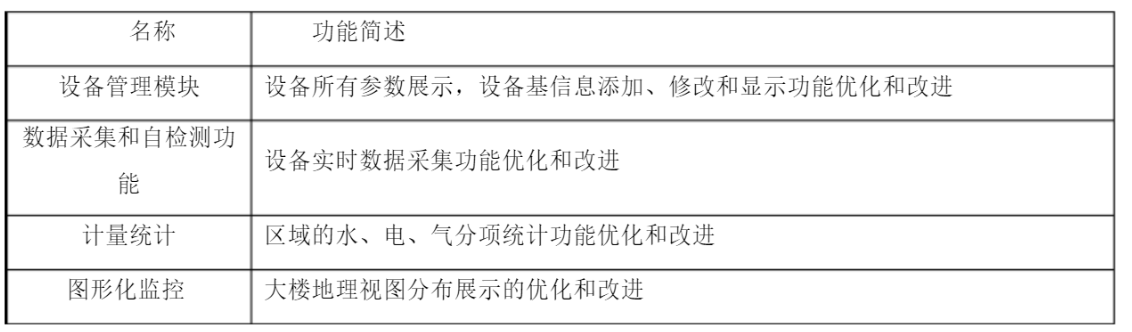 名称 功能简述
设备管理模块 设备所有参数展示，设备基信息添加、修改和显示功能优化和改进
数据采集和自检测功
能
设备实时数据采集功能优化和改进
计量统计 区域的水、电、气分项统计功能优化和改进
图形化监控 大楼地理视图分布展示的优化和改进